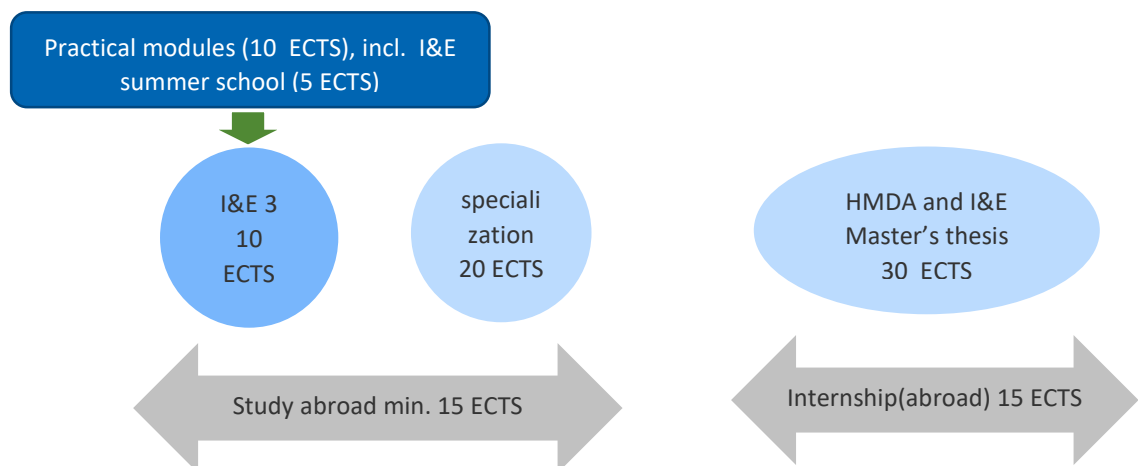 Practical modules (10 ECTS), incl. I&E
summer school (5 ECTS)
I&E 3
10
ECTS
speciali
zation
20 ECTS
HMDA and I&E
Master’s thesis
30 ECTS
Study abroad min. 15 ECTS
Internship(abroad) 15 ECTS